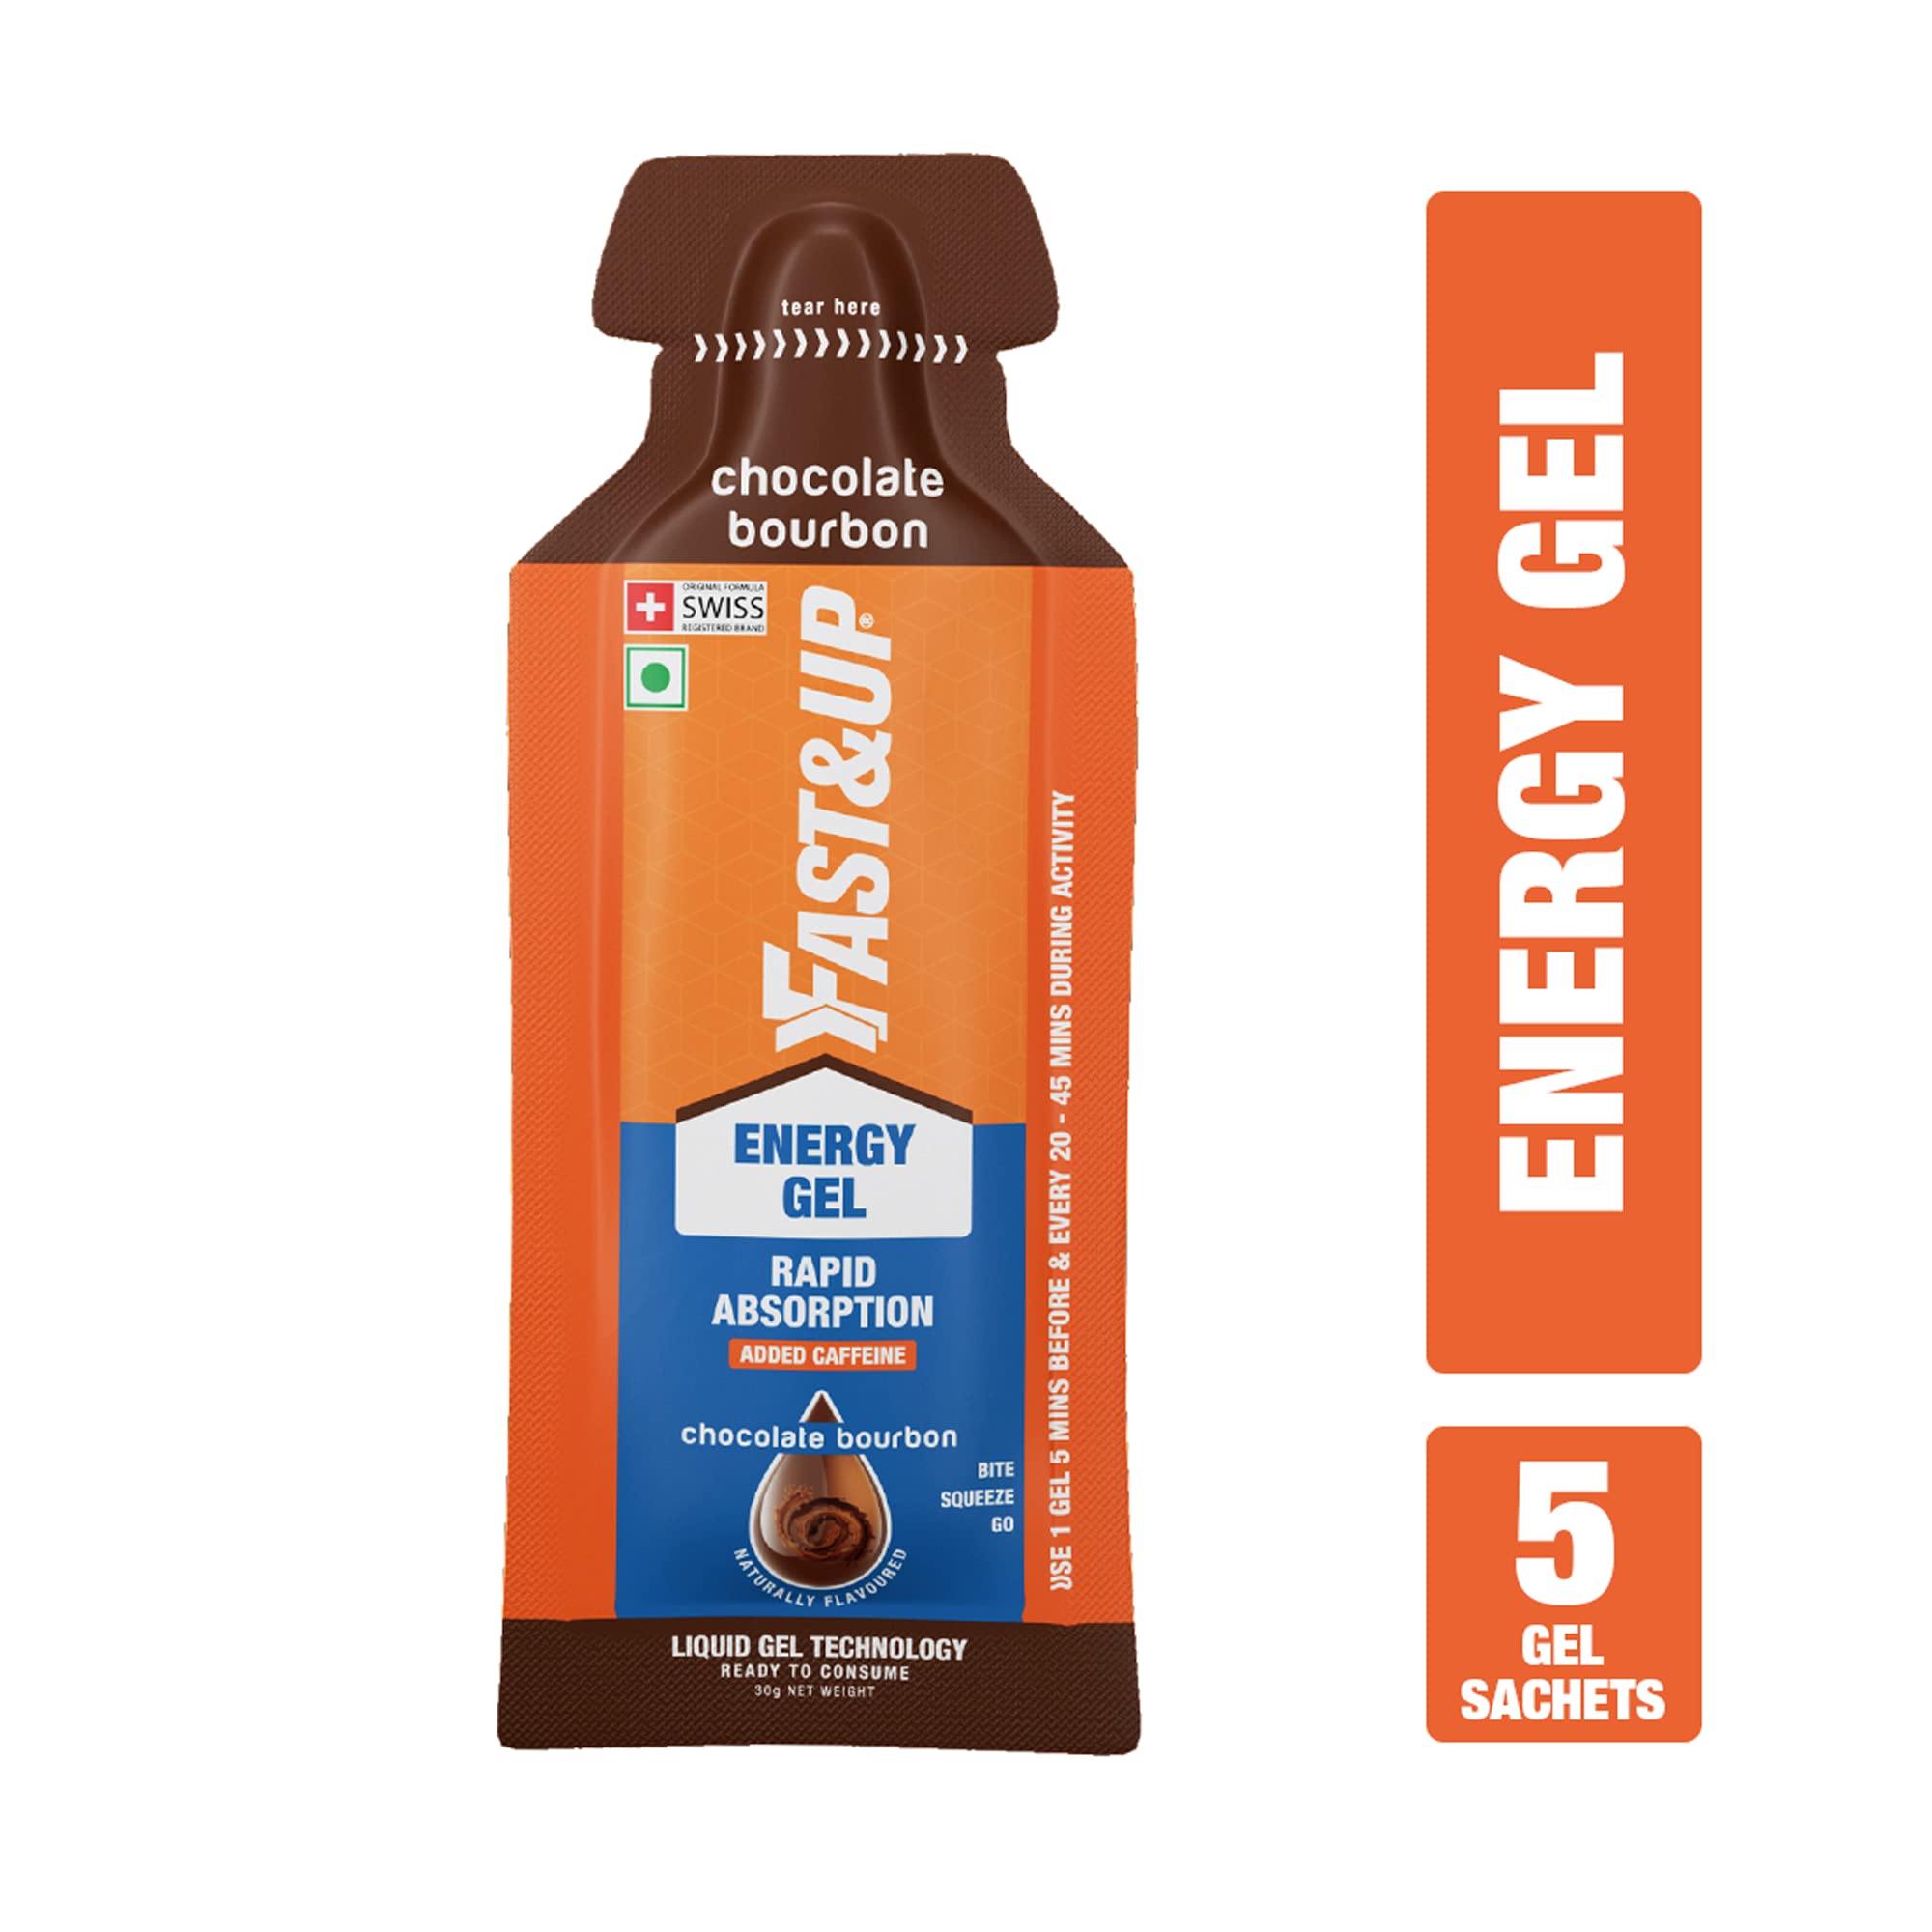 tear here
chocolate
bourbon
ORIGINAL FORMULA
SWISS
REGISTERED BRAND
FAST&UP®
ENERGY
GEL
RAPID
ABSORPTION
ADDED CAFFEINE
chocolate bourbon
BITE
SQUEEZE
GO
NATURALLY FLAVOURED
USE 1 GEL 5 MINS BEFORE & EVERY 20 - 45 MINS DURING ACTIVITY
LIQUID GEL TECHNOLOGY
READY TO CONSUME
30g NET WEIGHT
ENERGY GEL
5
GEL
SACHETS